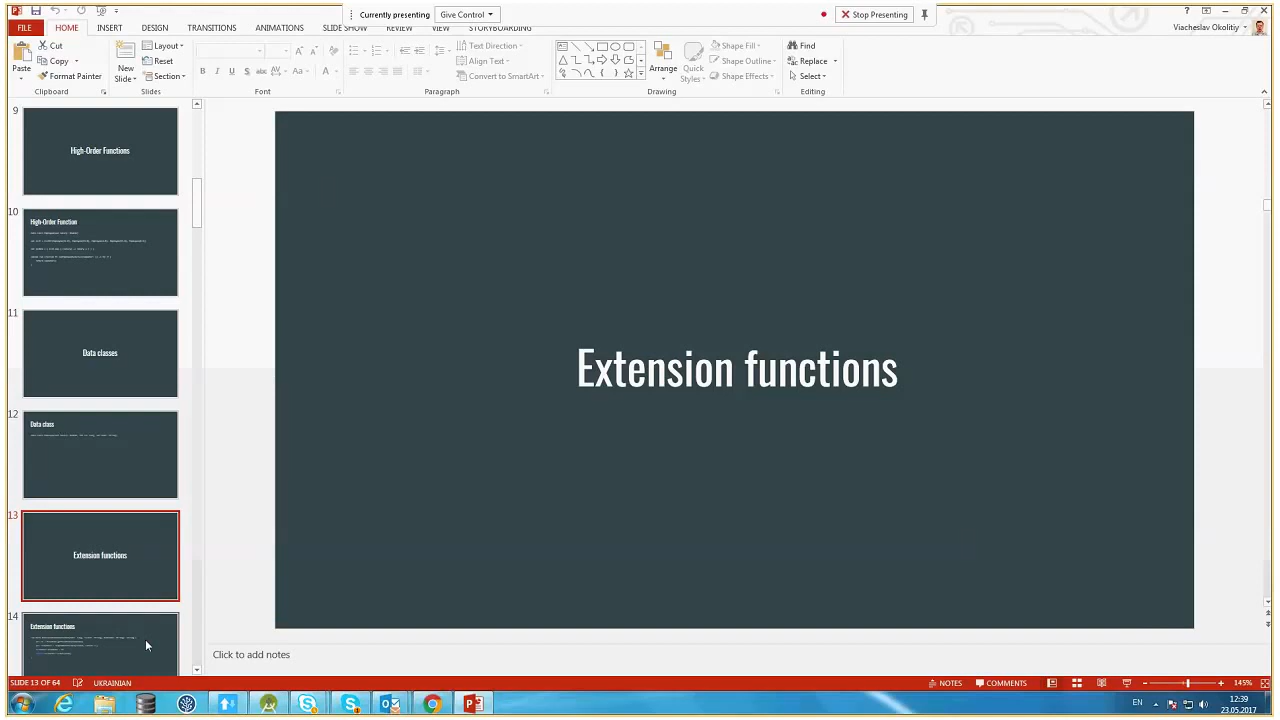 Currently presenting
Give Control
Stop Presenting
FILE
HOME
INSERT
DESIGN
TRANSITIONS
ANIMATIONS
SLIDE SHOW
REVIEW
VIEW
STORYBOARDING
Viacheslav Okolitiy
Paste
Cut
Copy
Format Painter
Clipboard
New
Slide
Layout
Reset
Section
Slides
Font
Text Direction
Align Text
Convert to SmartArt
Paragraph
Arrange
Quick
Styles
Shape Fill
Shape Outline
Shape Effects
Drawing
Find
Replace
Select
Editing
9
High-Order Functions
10
High-Order Function
11
Data classes
12
Data class
13
Extension functions
14
Extension functions
Extension functions
Click to add notes
SLIDE 13 OF 64
UKRAINIAN
NOTES
COMMENTS
145%
EN
12:39
23.05.2017